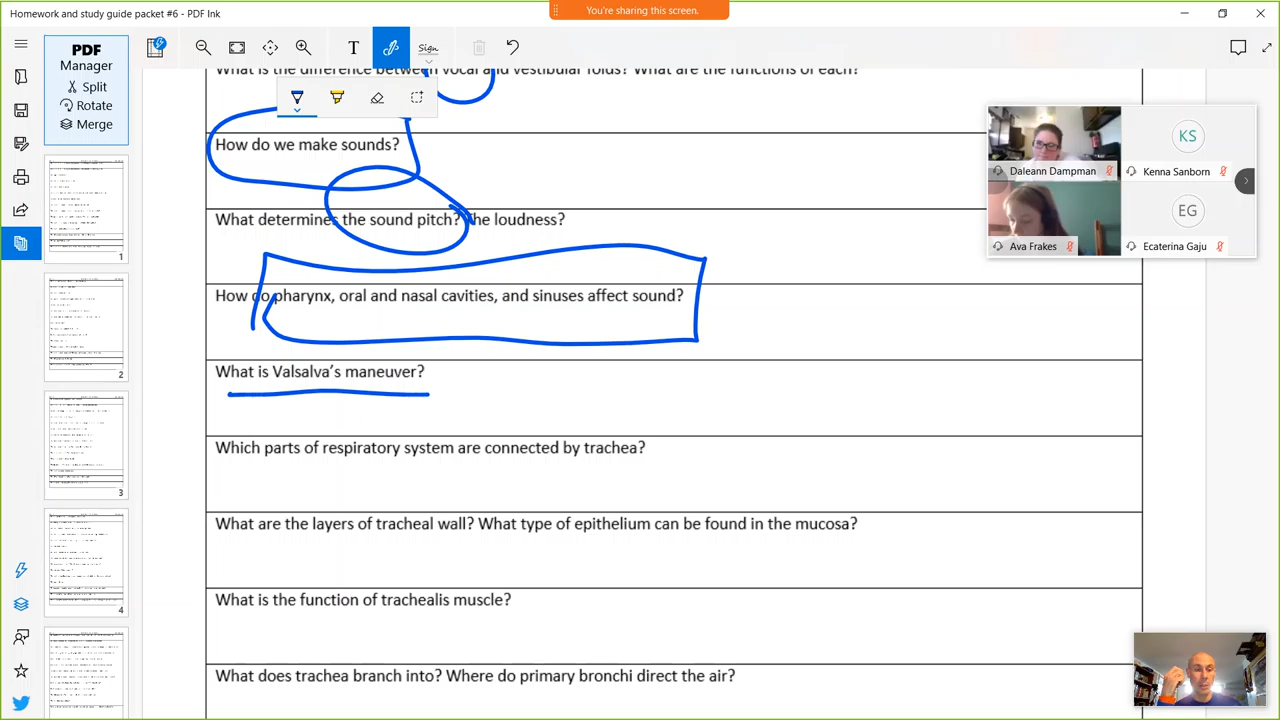 Homework and study guide packet #6 - PDF Ink
You're sharing this screen.
PDF
Manager
Split
Rotate
Merge
Sign
What is the difference between vocal and vestibular folds? What are the functions of each?
How do we make sounds?
What determines the sound pitch? The loudness?
How do pharynx, oral and nasal cavities, and sinuses affect sound?
What is Valsalva's maneuver?
Which parts of respiratory system are connected by trachea?
What are the layers of tracheal wall? What type of epithelium can be found in the mucosa?
What is the function of trachealis muscle?
What does trachea branch into? Where do primary bronchi direct the air?
KS
Daleann Dampman
Kenna Sanborn
EG
Ava Frakes
Ecaterina Gaju
1
2
3
4